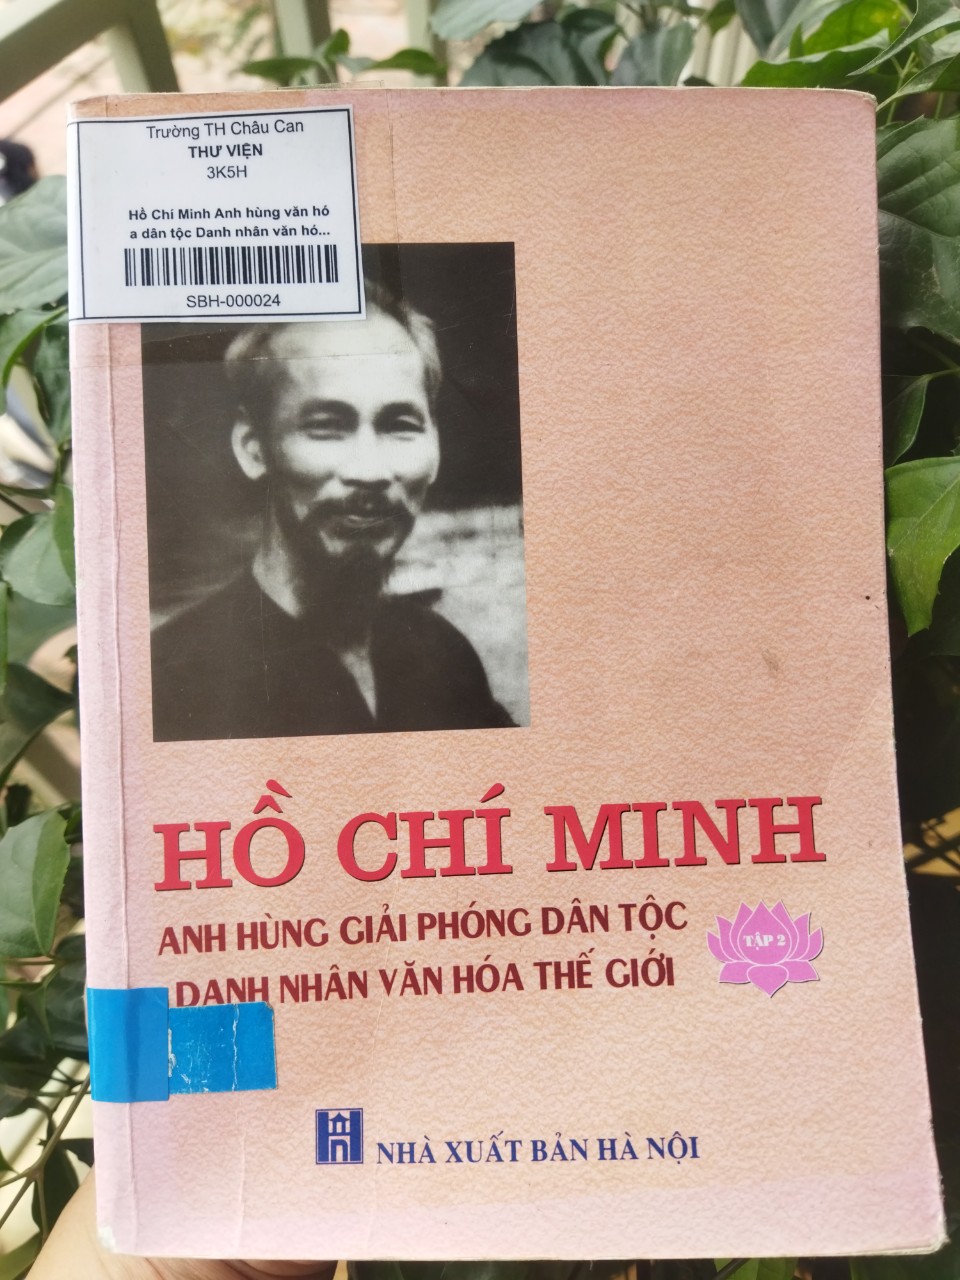 Trường TH Châu Can
THƯ VIỆN
3K5H
Hồ Chí Minh Anh hùng văn hó
a dân tộc Danh nhân văn hó...
SBH-000024
HỒ CHÍ MINH
ANH HÙNG GIẢI PHÓNG DÂN TỘC
DANH NHÂN VĂN HÓA THẾ GIỚI
TẬP 2
NHÀ XUẤT BẢN HÀ NỘI